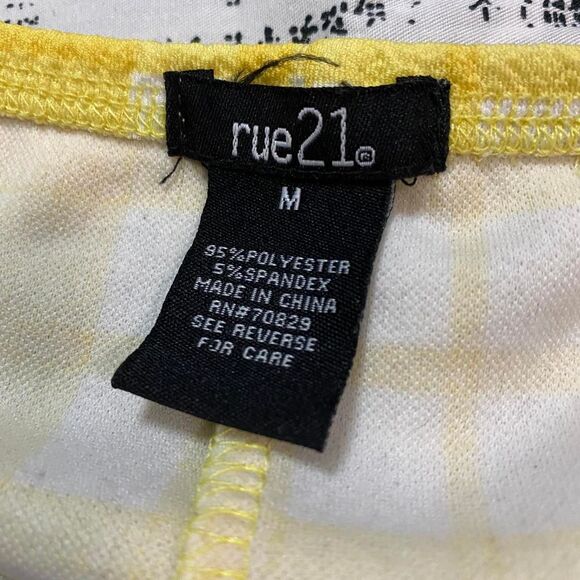 rue21®
M
95%POLYESTER
5%SPANDEX
MADE IN CHINA
RN#70829
SEE REVERSE
FOR CARE